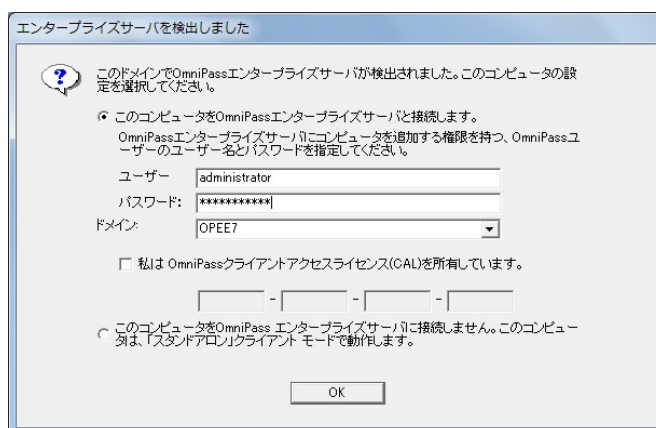 エンタープライズサーバを検出しました
このドメインでOmniPassエンタープライズサーバが検出されました。このコンピュータの設
定を選択してください。
このコンピュータをOmniPassエンタープライズサーバと接続します。
OmniPassエンタープライズサーバにコンピュータを追加する権限を持つ、OmniPassユ
ーザーのユーザー名とパスワードを指定してください。
ユーザー administrator
パスワード: ***********
ドメイン: OPEE7
私は OmniPassクライアントアクセスライセンス(CAL)を所有しています。
- - -
このコンピュータをOmniPass エンタープライズサーバに接続しません。このコンピュー
タは、「スタンドアロン」クライアント モードで動作します。
OK